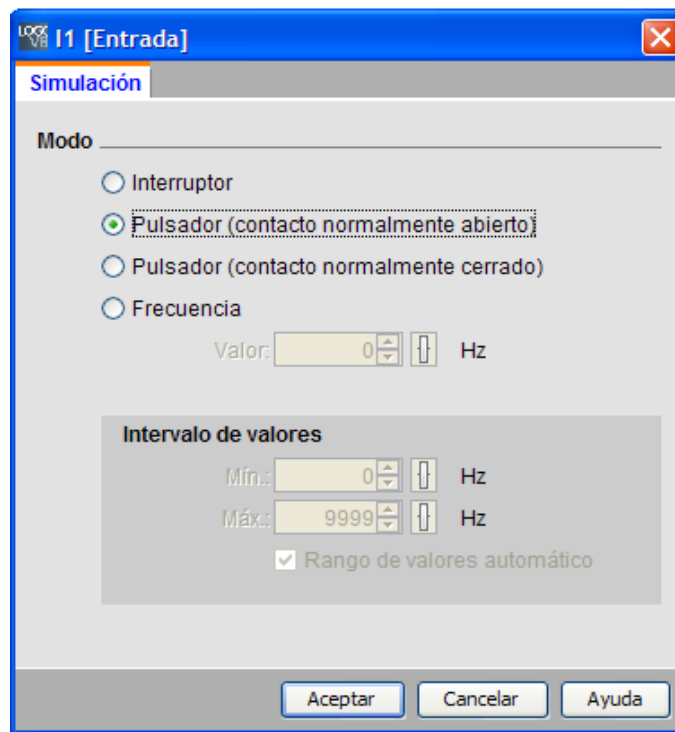 I1 [Entrada]
Simulación
Modo
Interruptor
Pulsador (contacto normalmente abierto)
Pulsador (contacto normalmente cerrado)
Frecuencia
Valor: 0 Hz
Intervalo de valores
Mín.: 0 Hz
Máx.: 9999 Hz
Rango de valores automático
Aceptar Cancelar Ayuda